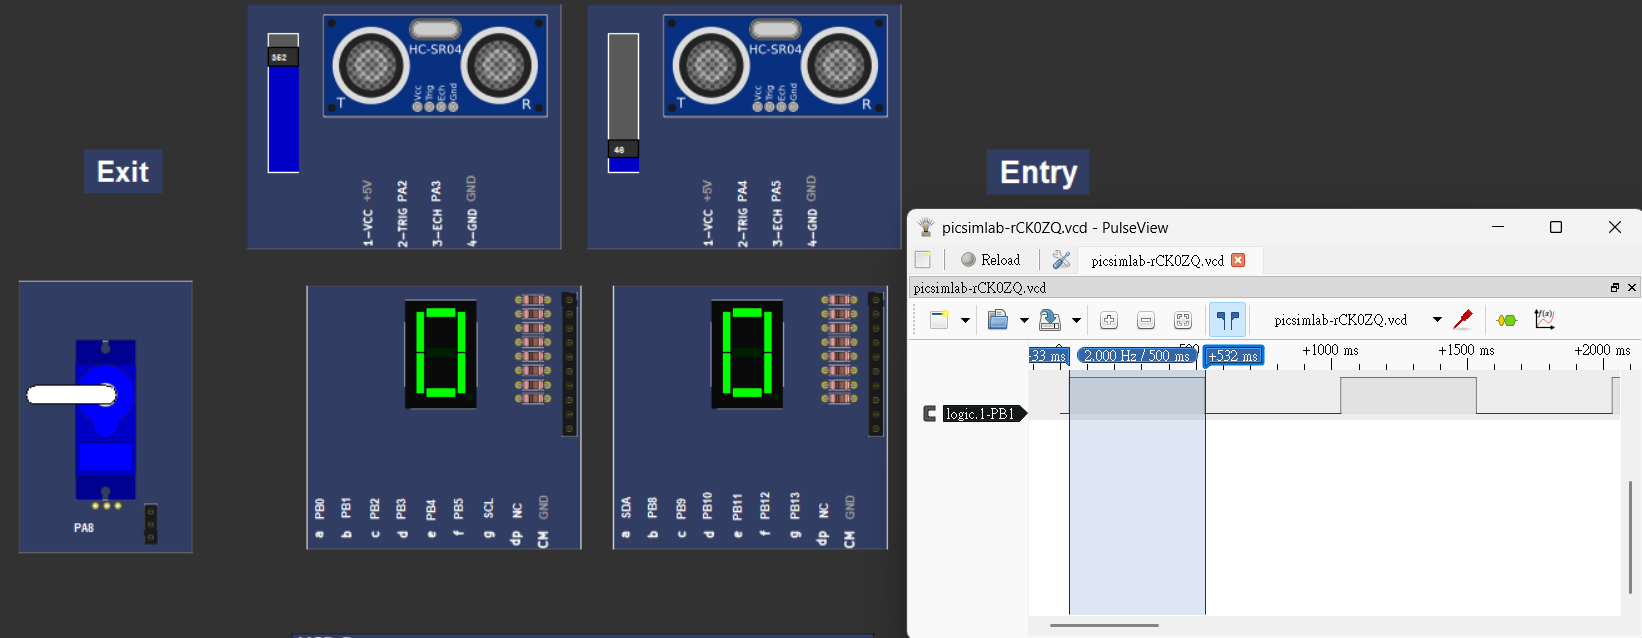 362
HC-SR04
Vcc
Trig
Ech
Gnd
T
R
1-VCC +5V
2-TRIG PA2
3-ECH PA3
4-GND GND
46
HC-SR04
Vcc
Trig
Ech
Gnd
T
R
1-VCC +5V
2-TRIG PA4
3-ECH PA5
4-GND GND
Exit
Entry
PA8
a PB0
b PB1
c PB2
d PB3
e PB4
f PB5
g SCL
dp NC
CM GND
a SDA
b PB8
c PB9
d PB10
e PB11
f PB12
g PB13
dp NC
CM GND
picsimlab-rCK0ZQ.vcd - PulseView
Reload
picsimlab-rCK0ZQ.vcd
picsimlab-rCK0ZQ.vcd
picsimlab-rCK0ZQ.vcd
f(x)
-33 ms 2.000 Hz / 500 ms +532 ms +1000 ms +1500 ms +2000 ms
logic.1-PB1